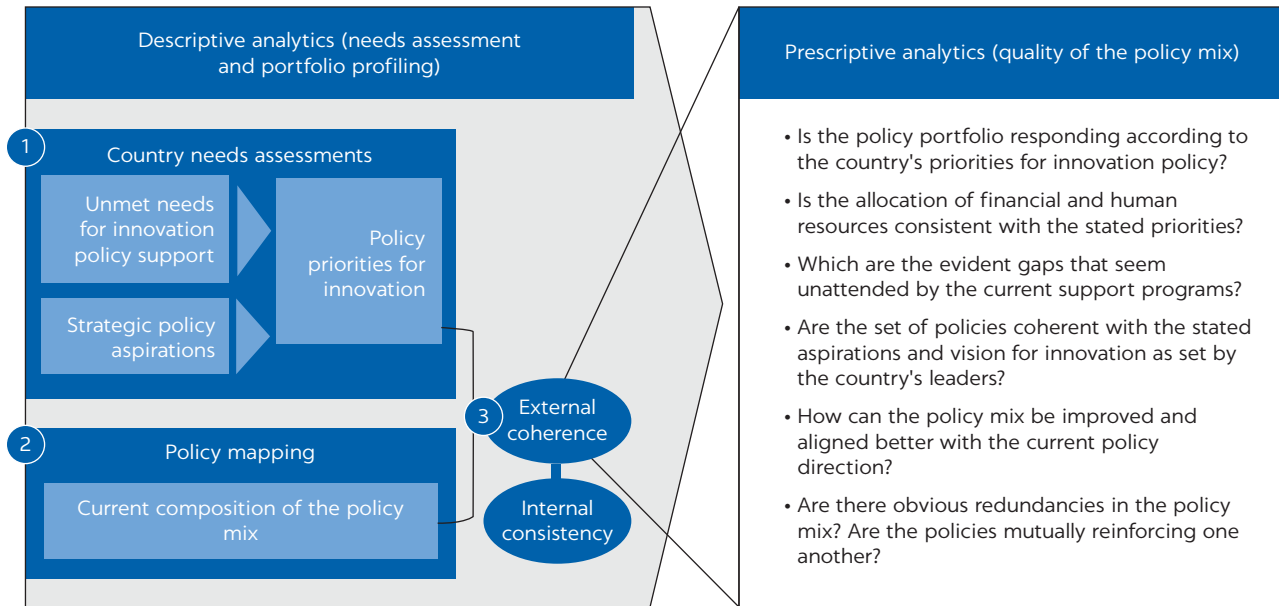 Descriptive analytics (needs assessment
and portfolio profiling)
1
Country needs assessments
Unmet needs
for innovation
policy support
Strategic policy
aspirations
Policy
priorities for
innovation
2
Policy mapping
Current composition of the policy
mix
3
External
coherence
Internal
consistency
Prescriptive analytics (quality of the policy mix)
• Is the policy portfolio responding according to
the country's priorities for innovation policy?
• Is the allocation of financial and human
resources consistent with the stated priorities?
• Which are the evident gaps that seem
unattended by the current support programs?
• Are the set of policies coherent with the stated
aspirations and vision for innovation as set by
the country's leaders?
• How can the policy mix be improved and
aligned better with the current policy
direction?
• Are there obvious redundancies in the policy
mix? Are the policies mutually reinforcing one
another?